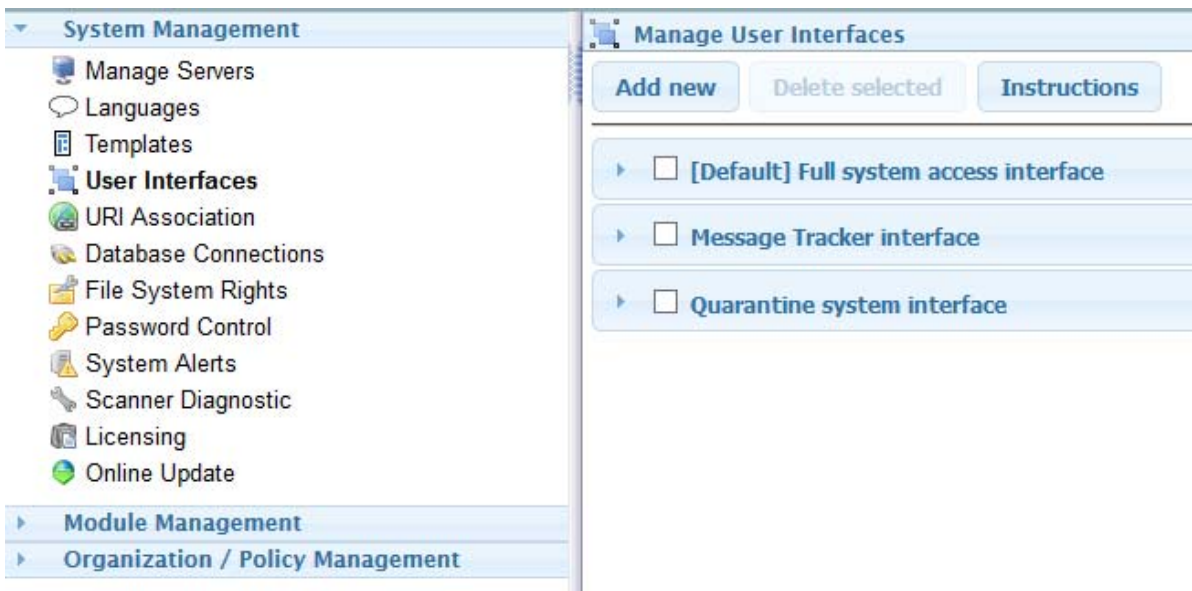 System Management
Manage Servers
Languages
Templates
User Interfaces
URI Association
Database Connections
File System Rights
Password Control
System Alerts
Scanner Diagnostic
Licensing
Online Update
Module Management
Organization / Policy Management
Manage User Interfaces
Add new Delete selected Instructions
[Default] Full system access interface
Message Tracker interface
Quarantine system interface